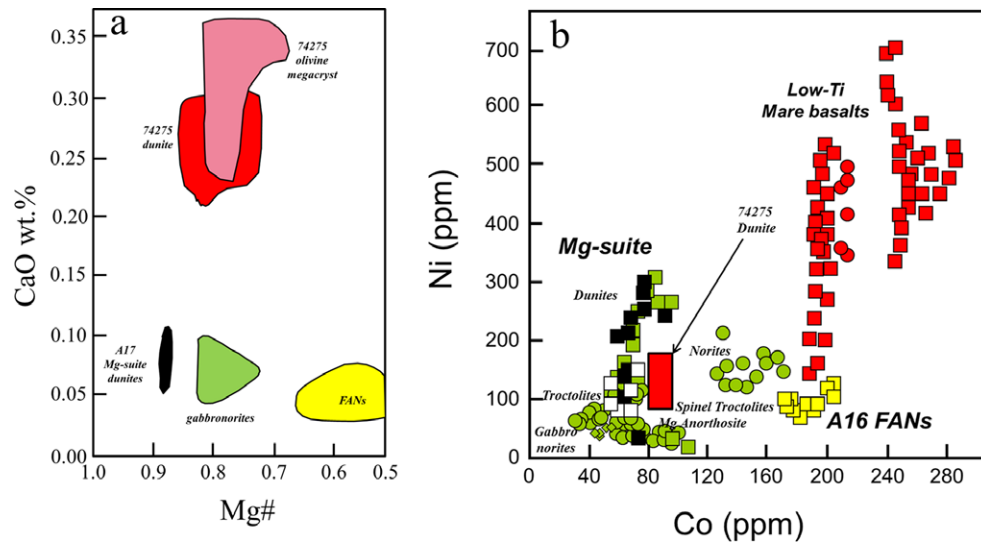 a
0.35
0.30
0.25
0.20
0.15
0.10
0.05
0.00
CaO wt.%
74275
olivine
megacryst
74275
dunite
A17
Mg-suite
dunites
gabbronorites
FANs
1.0
0.9
0.8
0.7
0.6
0.5
Mg#
b
700
600
500
400
300
200
100
0
Ni (ppm)
Low-Ti
Mare basalts
74275
Dunite
Mg-suite
Dunites
Norites
Troctolites
Spinel Troctolites
Mg Anorthosite
Gabbro
norites
A16 FANs
0
40
80
120
160
200
240
280
Co (ppm)